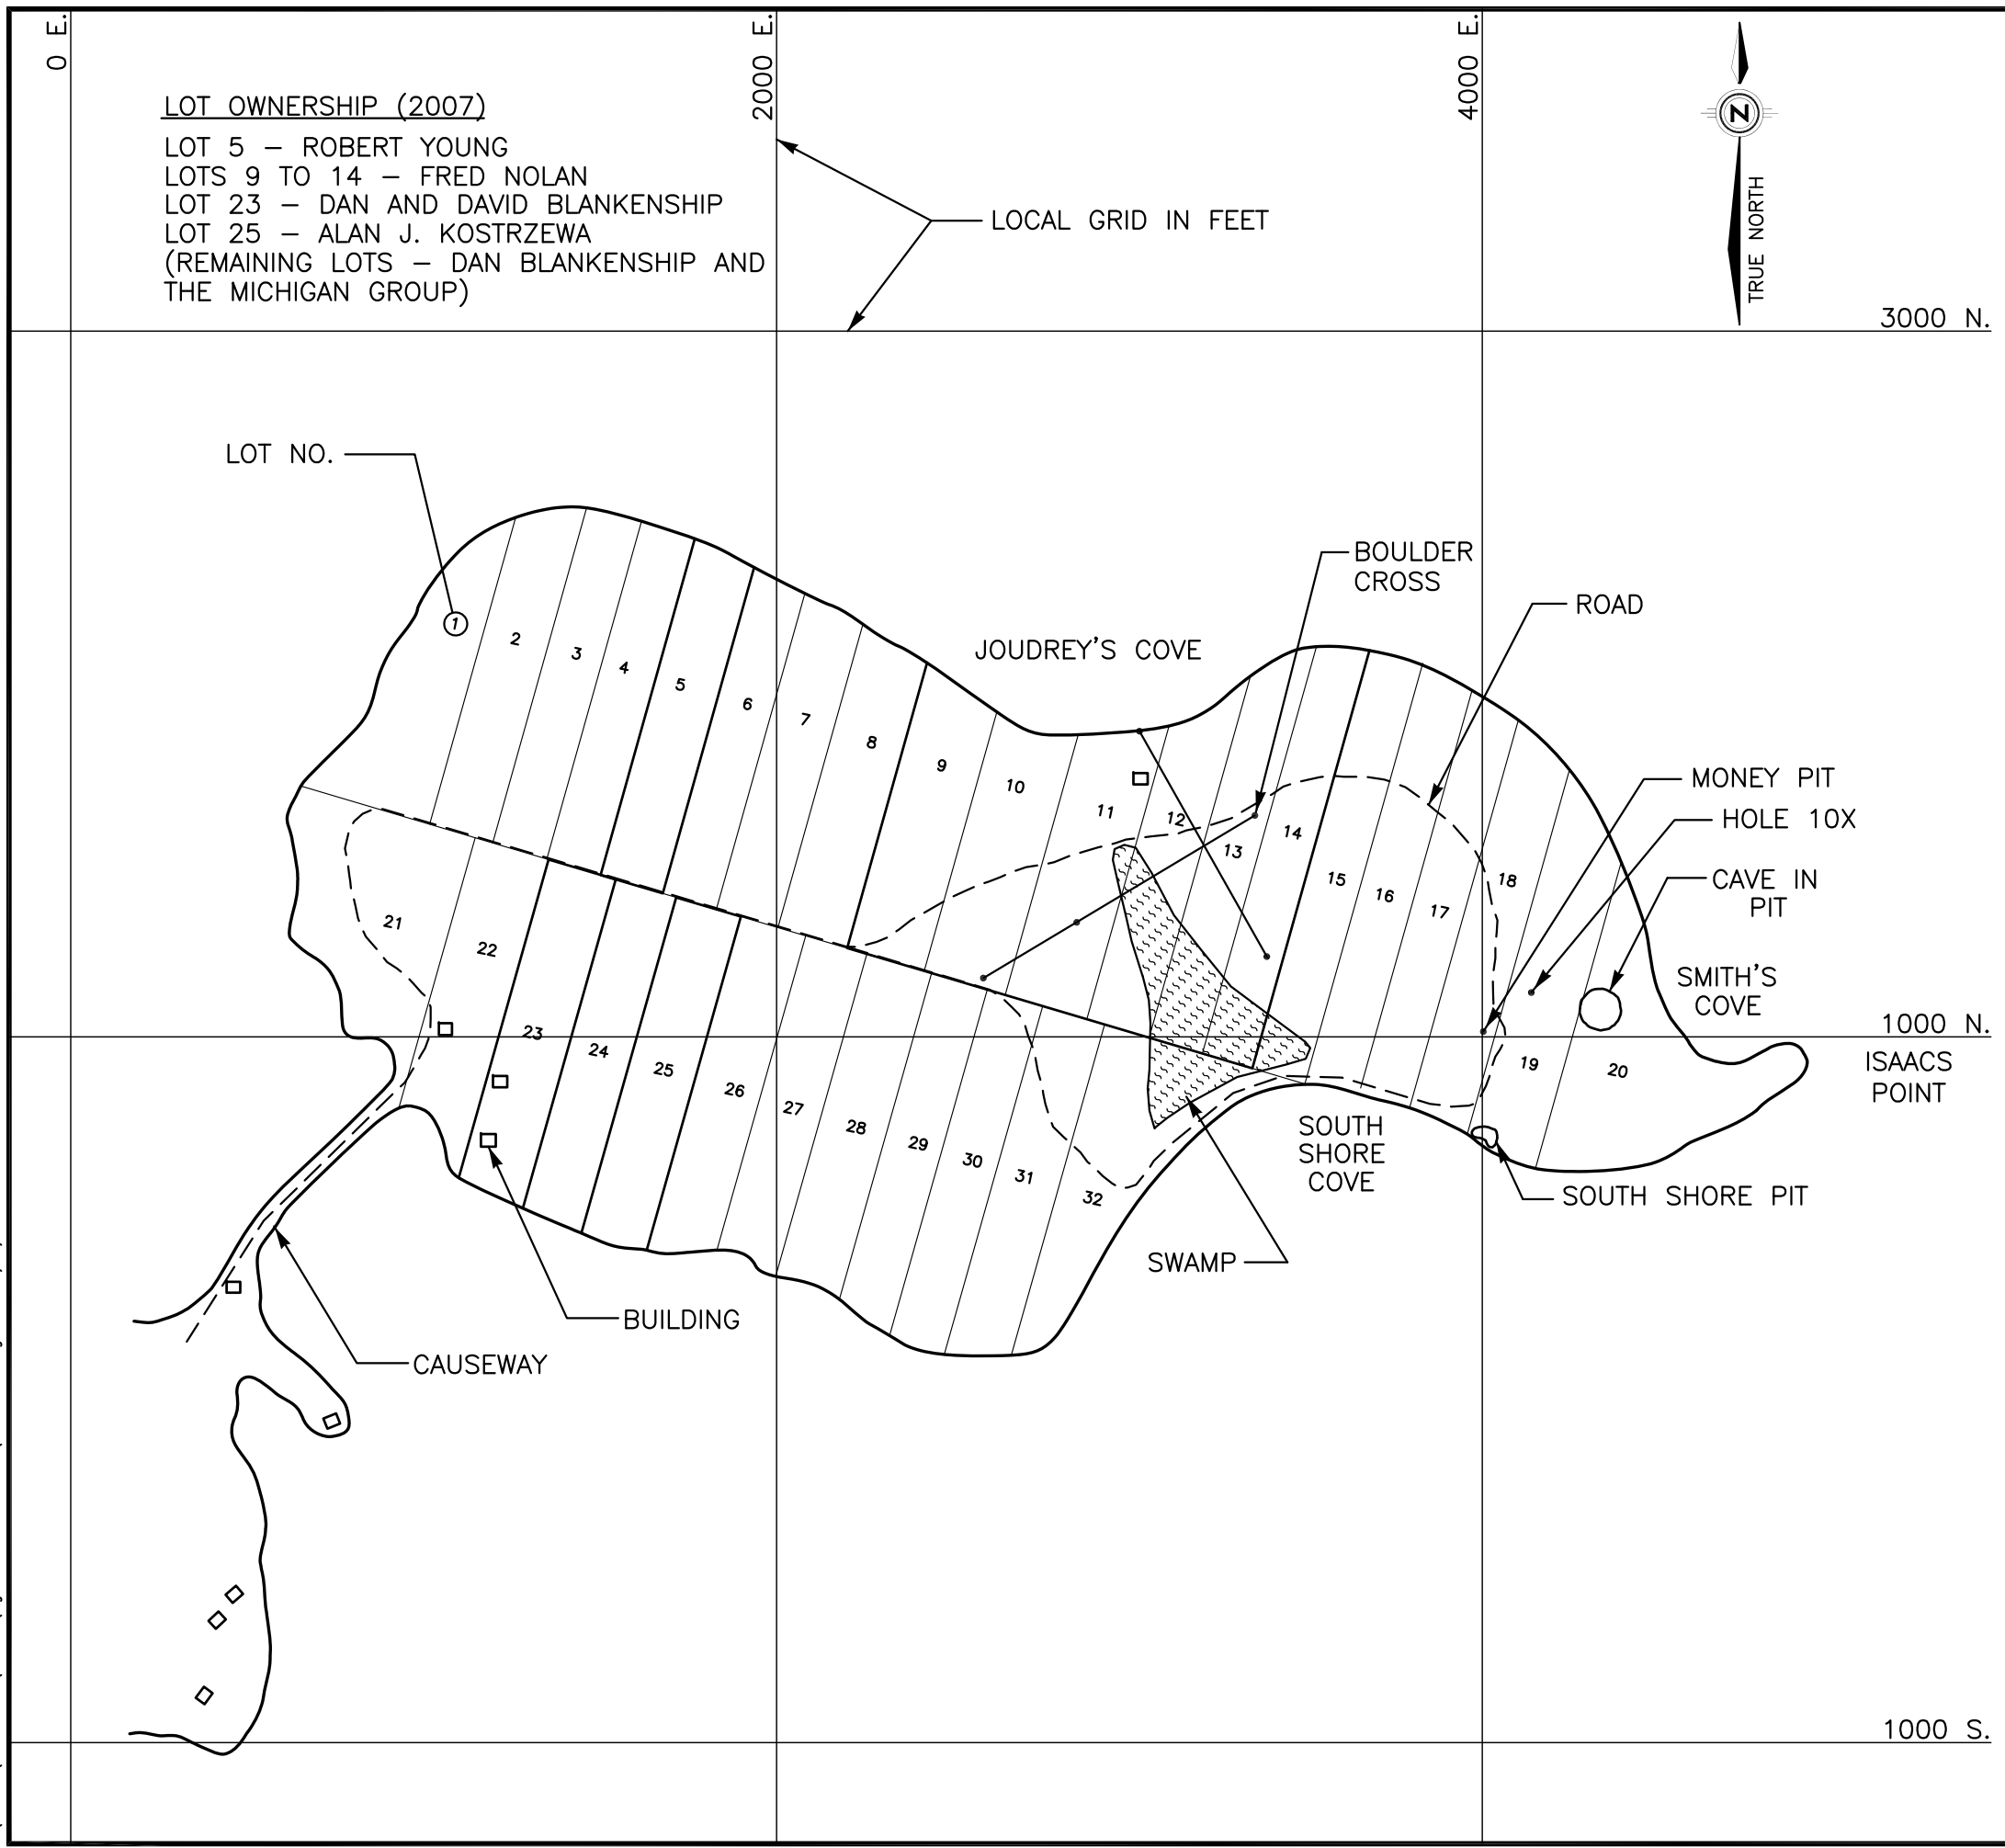 0 E.
2000 E.
4000 E.
N
TRUE NORTH
LOT OWNERSHIP (2007)
LOT 5 – ROBERT YOUNG
LOTS 9 TO 14 – FRED NOLAN
LOT 23 – DAN AND DAVID BLANKENSHIP
LOT 25 – ALAN J. KOSTRZEWA
(REMAINING LOTS – DAN BLANKENSHIP AND
THE MICHIGAN GROUP)
LOCAL GRID IN FEET
3000 N.
LOT NO.
BOULDER
CROSS
ROAD
JOUDREY'S COVE
1
2
3
4
5
6
7
8
9
10
11
12
13
14
15
16
17
18
19
20
MONEY PIT
HOLE 10X
CAVE IN
PIT
SMITH'S
COVE
1000 N.
ISAACS
POINT
21
22
23
24
25
26
27
28
29
30
31
32
SOUTH
SHORE
COVE
SOUTH SHORE PIT
SWAMP
BUILDING
CAUSEWAY
1000 S.